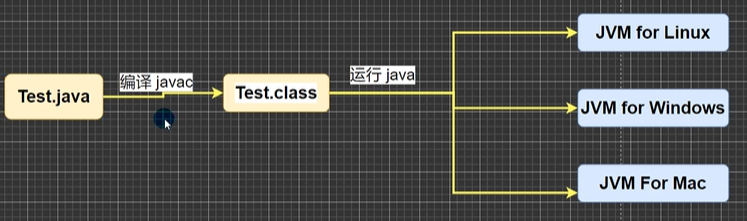 Test.java
编译 javac
Test.class
运行 java
JVM for Linux
JVM for Windows
JVM For Mac